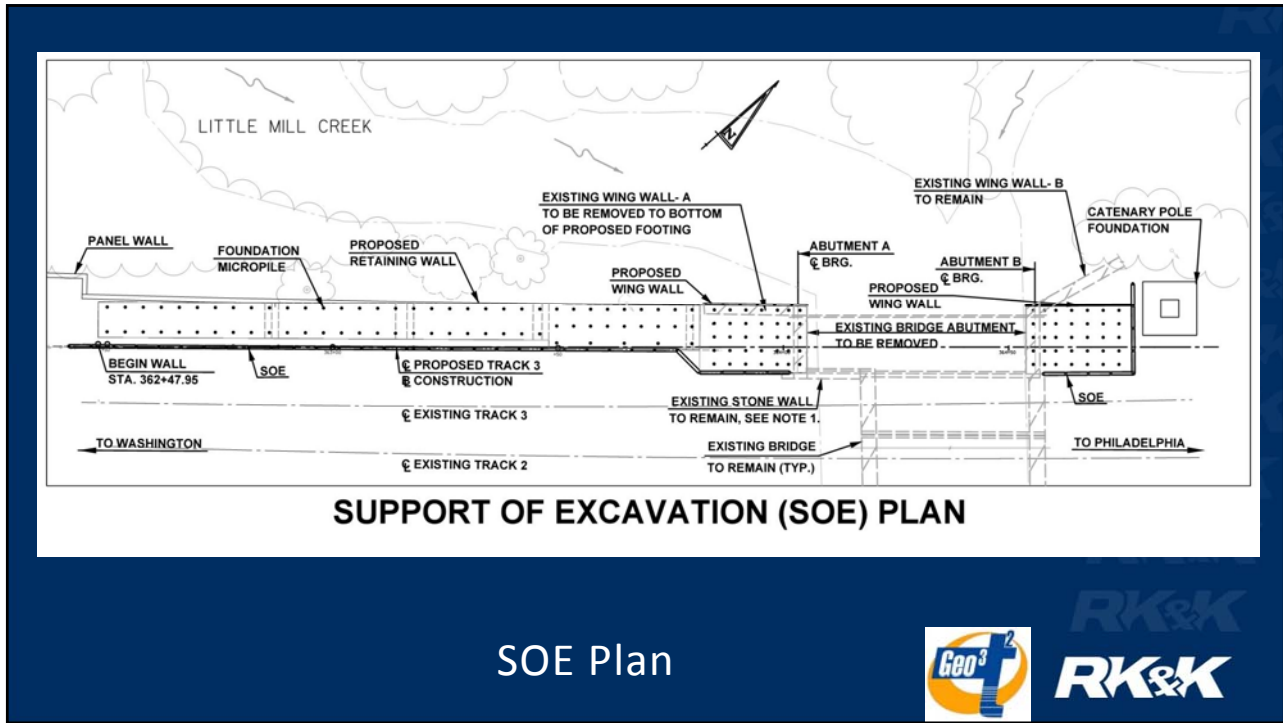 LITTLE MILL CREEK
N
EXISTING WING WALL- A
TO BE REMOVED TO BOTTOM
OF PROPOSED FOOTING
EXISTING WING WALL- B
TO REMAIN
CATENARY POLE
FOUNDATION
PANEL WALL
FOUNDATION
MICROPILE
PROPOSED
RETAINING WALL
PROPOSED
WING WALL
ABUTMENT A
℄ BRG.
ABUTMENT B
℄ BRG.
PROPOSED
WING WALL
EXISTING BRIDGE ABUTMENT
TO BE REMOVED
BEGIN WALL
STA. 362+47.95
SOE
℄ PROPOSED TRACK 3
CONSTRUCTION
℄ EXISTING TRACK 3
EXISTING STONE WALL
TO REMAIN, SEE NOTE 1.
SOE
TO WASHINGTON
℄ EXISTING TRACK 2
EXISTING BRIDGE
TO REMAIN (TYP.)
TO PHILADELPHIA
SUPPORT OF EXCAVATION (SOE) PLAN
SOE Plan
Geo³ t²
RK&K
RK&K